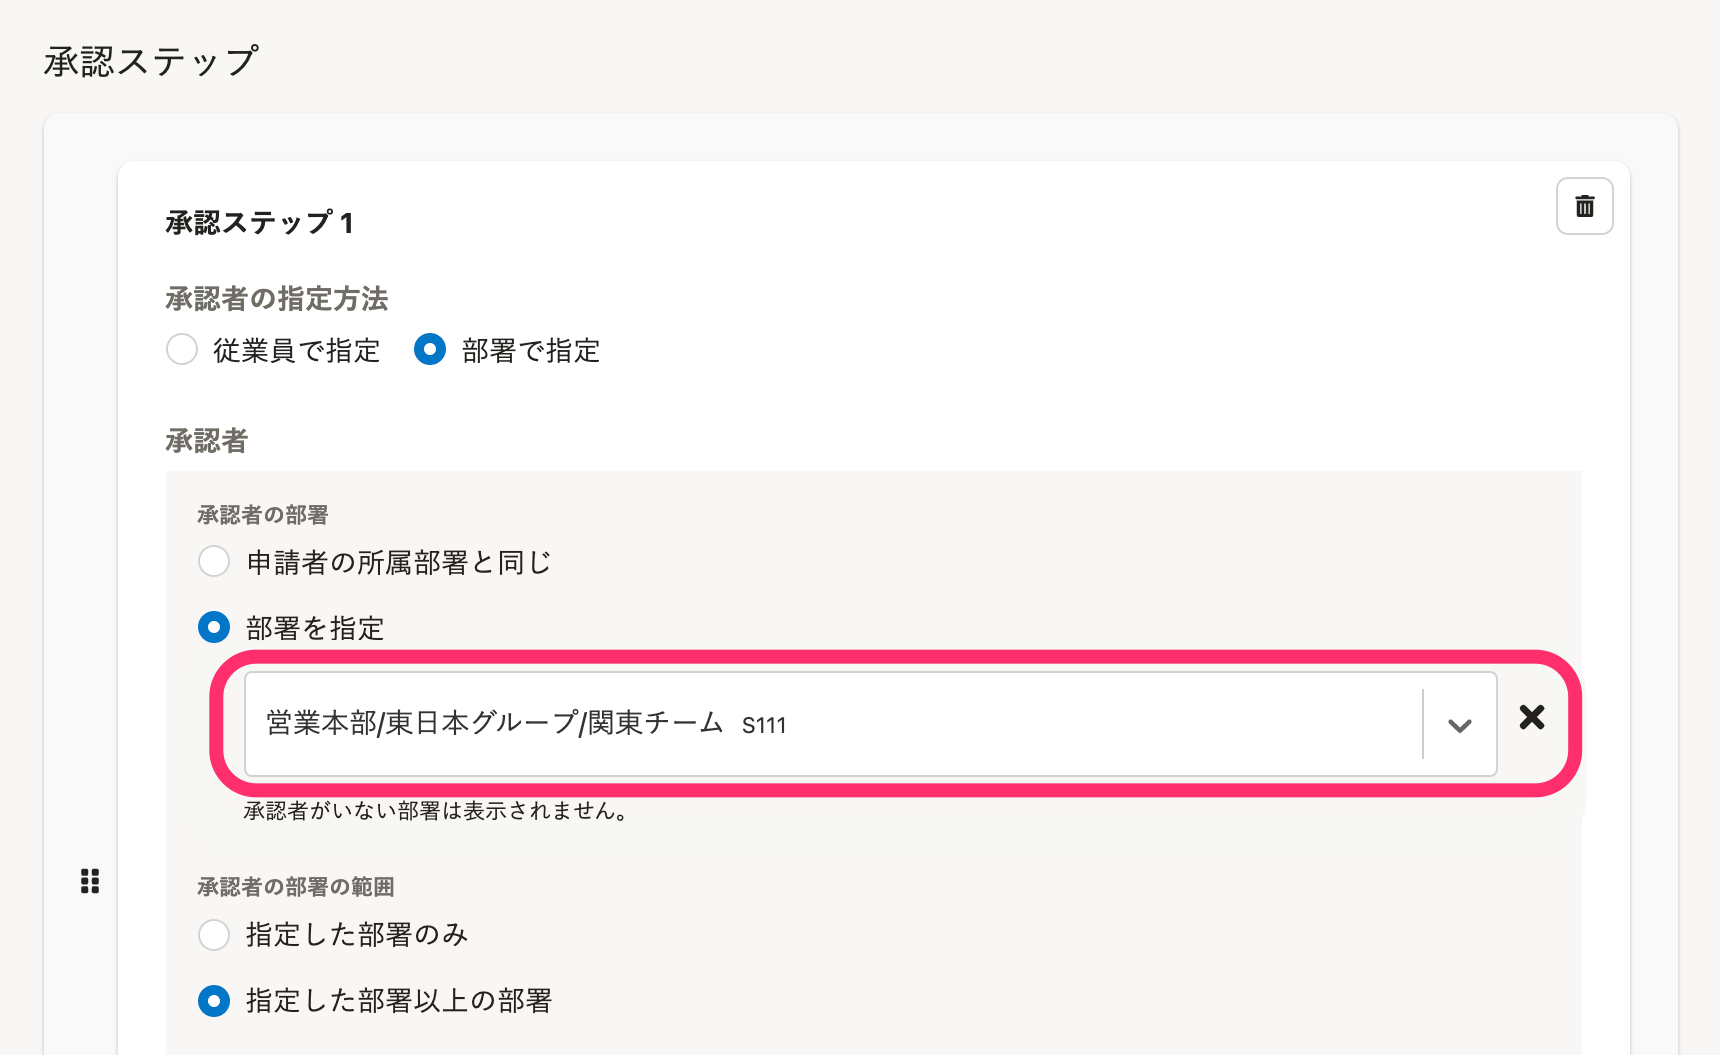 承認ステップ
承認ステップ 1
承認者の指定方法
従業員で指定 部署で指定
承認者
承認者の部署
申請者の所属部署と同じ
部署を指定
営業本部/東日本グループ/関東チーム S111
承認者がいない部署は表示されません。
承認者の部署の範囲
指定した部署のみ
指定した部署以上の部署